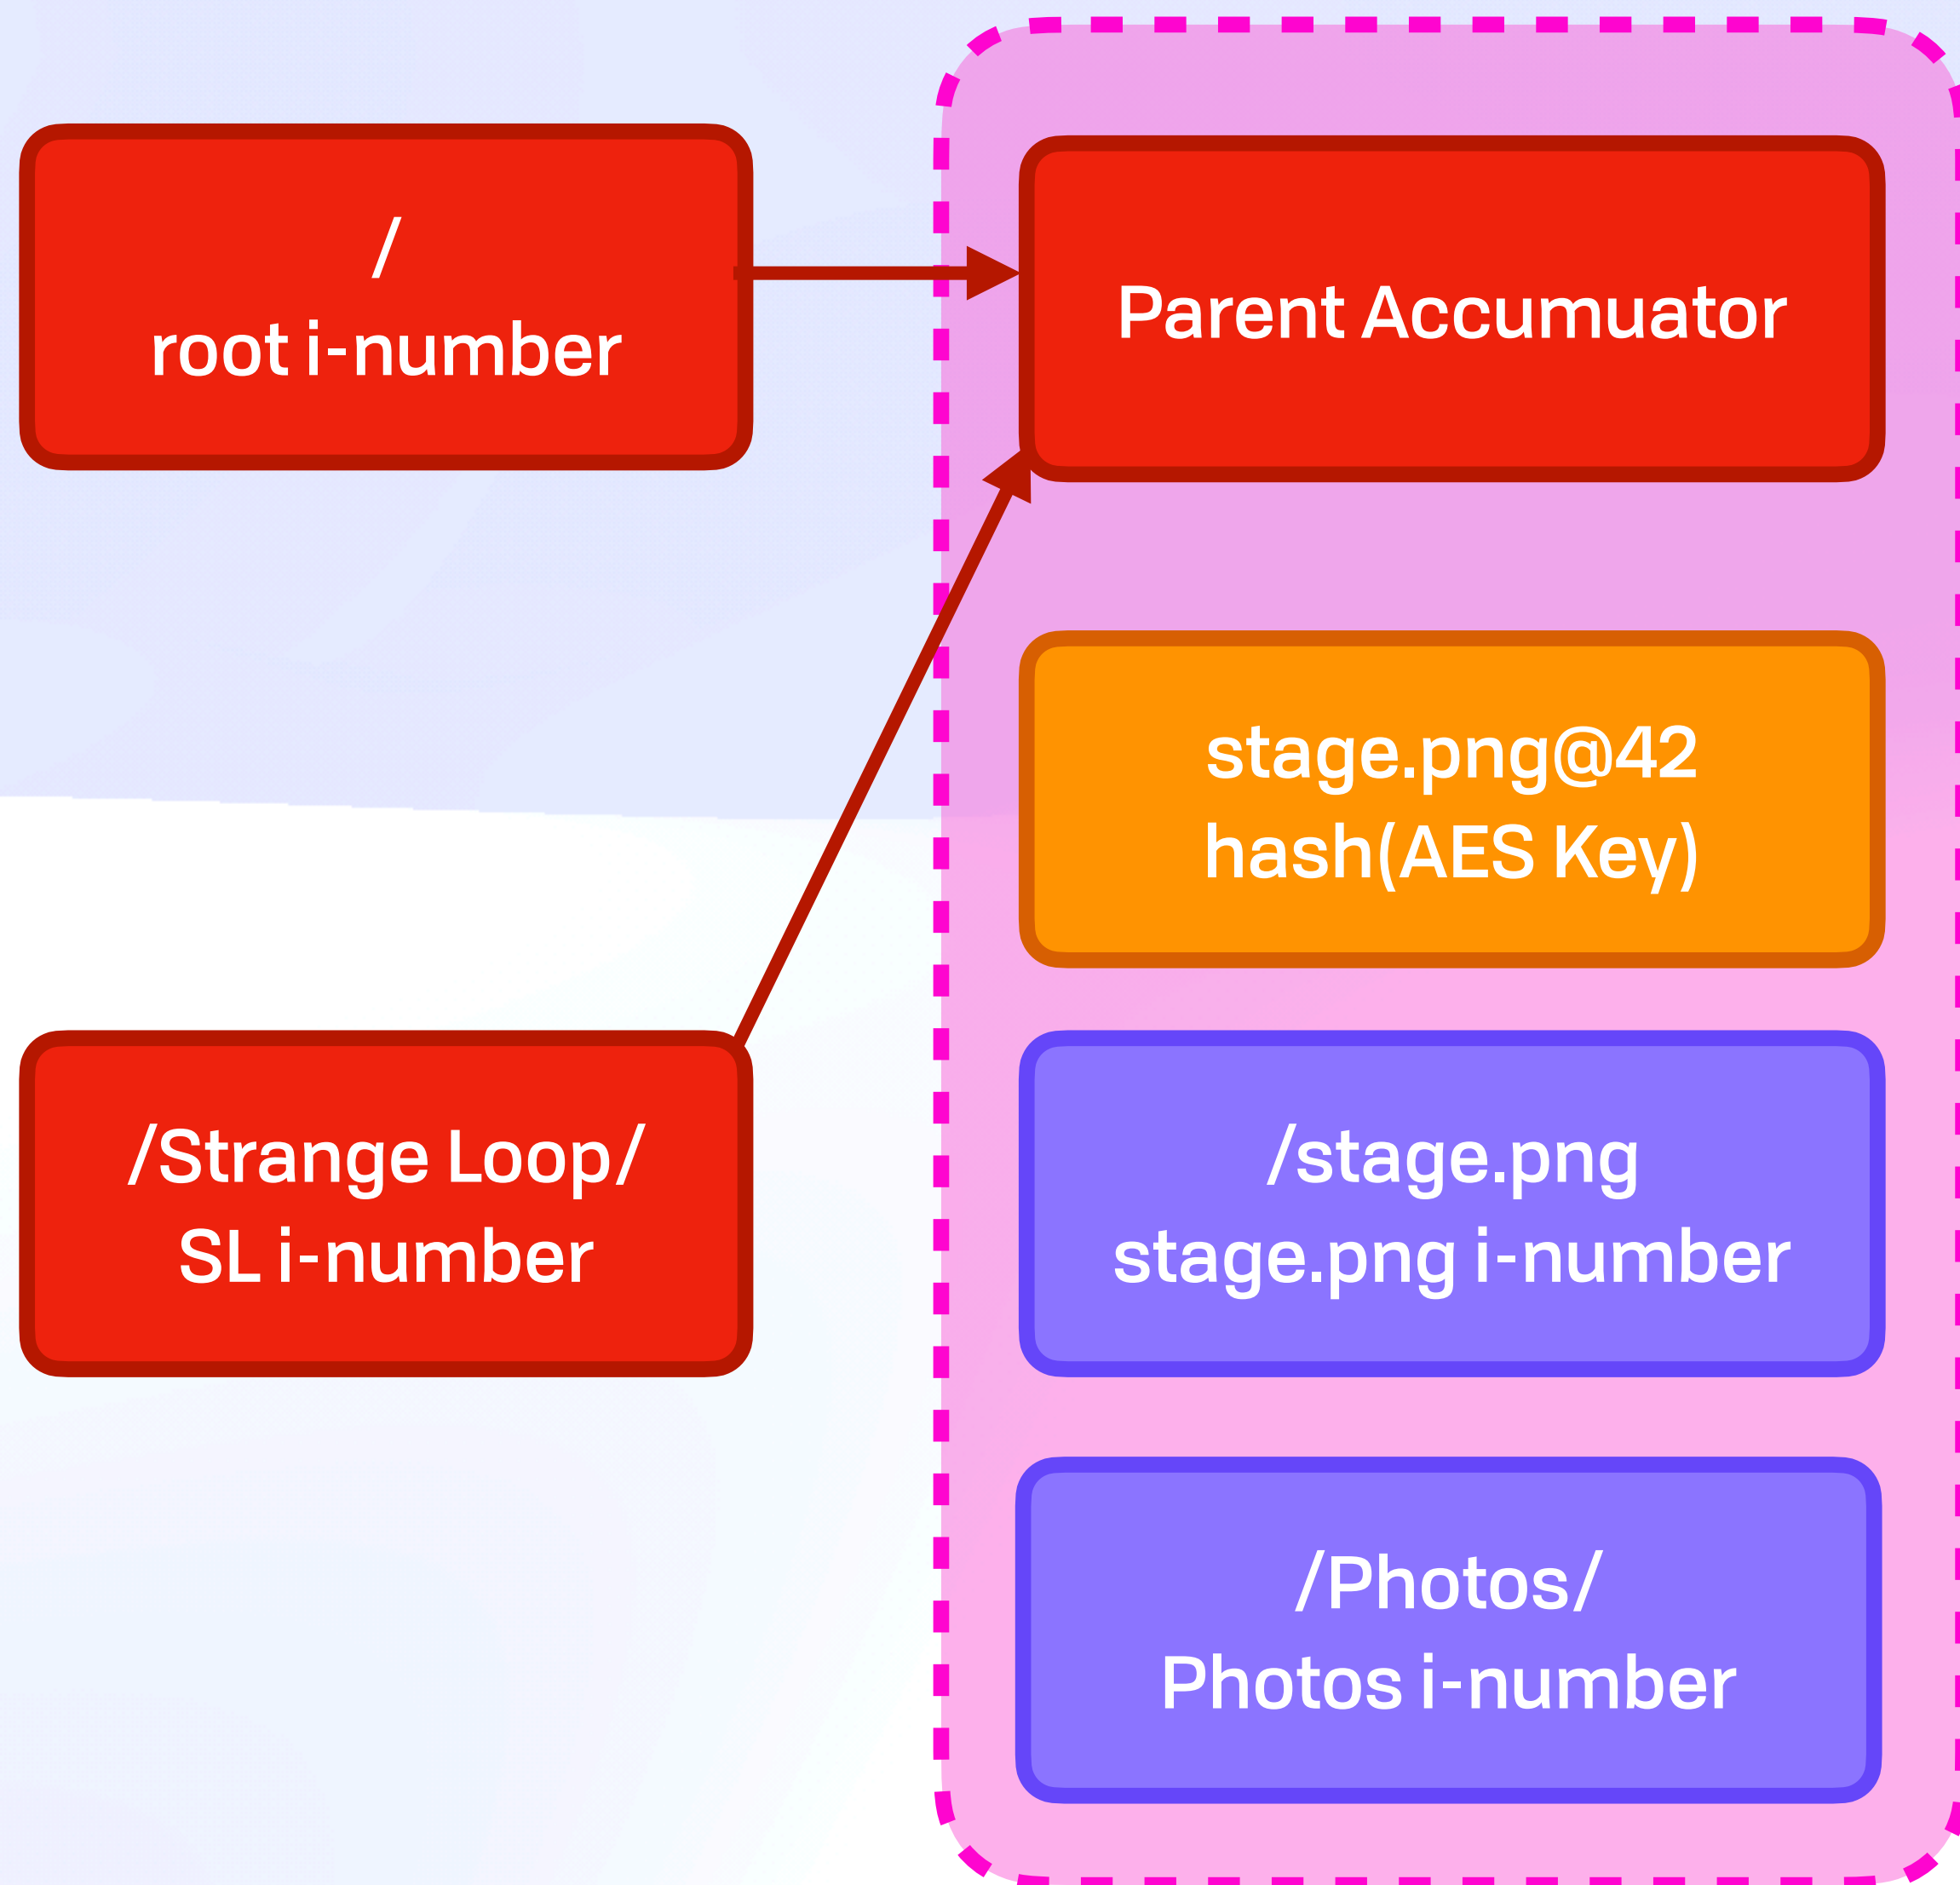 /
root i-number
Parent Accumuator
stage.png@42
hash(AES Key)
/Strange Loop/
SL i-number
/stage.png
stage.png i-number
/Photos/
Photos i-number